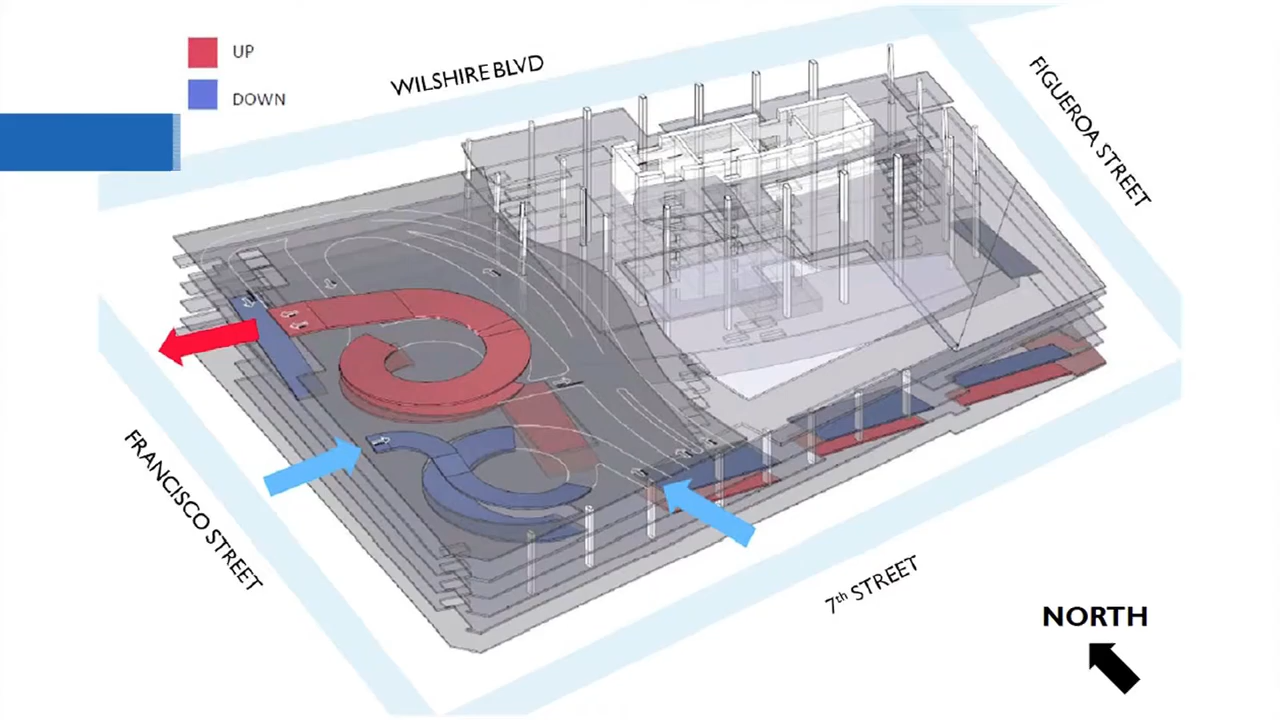 UP
DOWN
WILSHIRE BLVD
FIGUEROA STREET
FRANCISCO STREET
7th STREET
NORTH